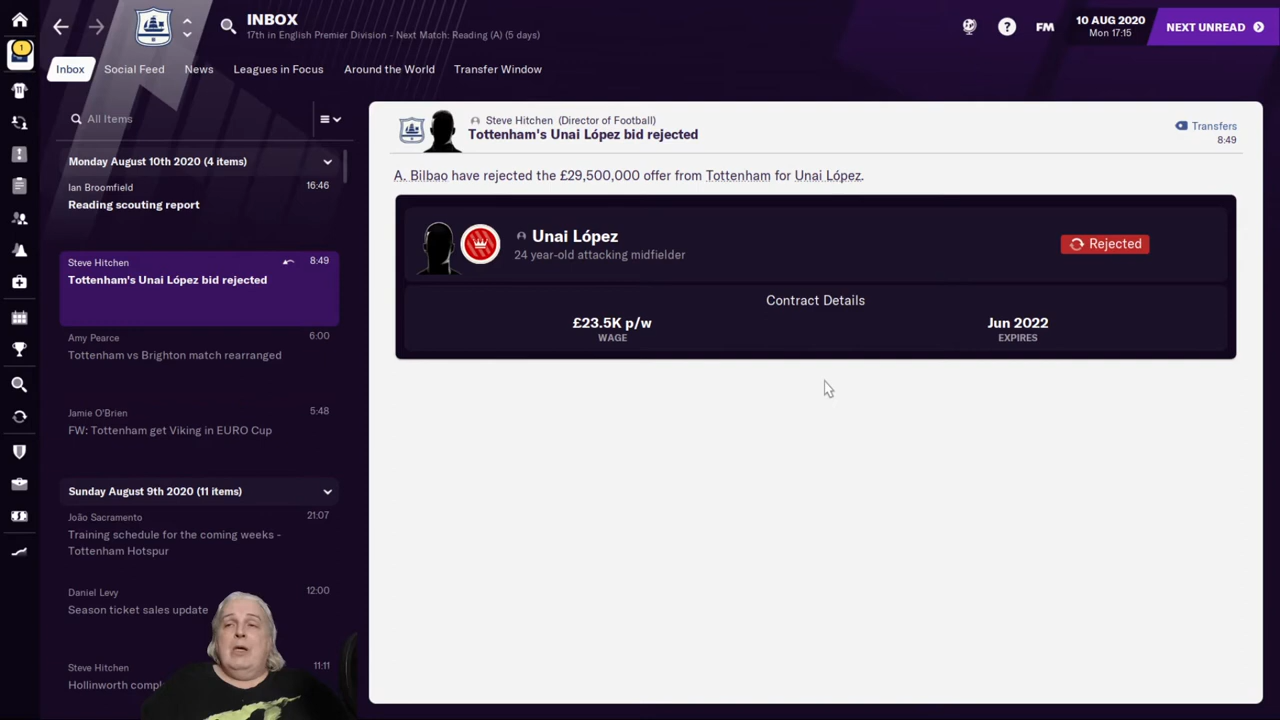 INBOX
17th in English Premier Division - Next Match: Reading (A) (5 days)
1
?
FM
10 AUG 2020
Mon 17:15
NEXT UNREAD
Inbox
Social Feed
News
Leagues in Focus
Around the World
Transfer Window
All Items
Monday August 10th 2020 (4 items)
Ian Broomfield
16:46
Reading scouting report
Steve Hitchen
8:49
Tottenham's Unai López bid rejected
Amy Pearce
6:00
Tottenham vs Brighton match rearranged
Jamie O'Brien
5:48
FW: Tottenham get Viking in EURO Cup
Sunday August 9th 2020 (11 items)
João Sacramento
21:07
Training schedule for the coming weeks -
Tottenham Hotspur
Daniel Levy
12:00
Season ticket sales update
Steve Hitchen
11:11
Steve Hitchen (Director of Football)
Tottenham's Unai López bid rejected
Transfers
8:49
A. Bilbao have rejected the £29,500,000 offer from Tottenham for Unai López.
Unai López
24 year-old attacking midfielder
Rejected
Contract Details
£23.5K p/w
WAGE
Jun 2022
EXPIRES